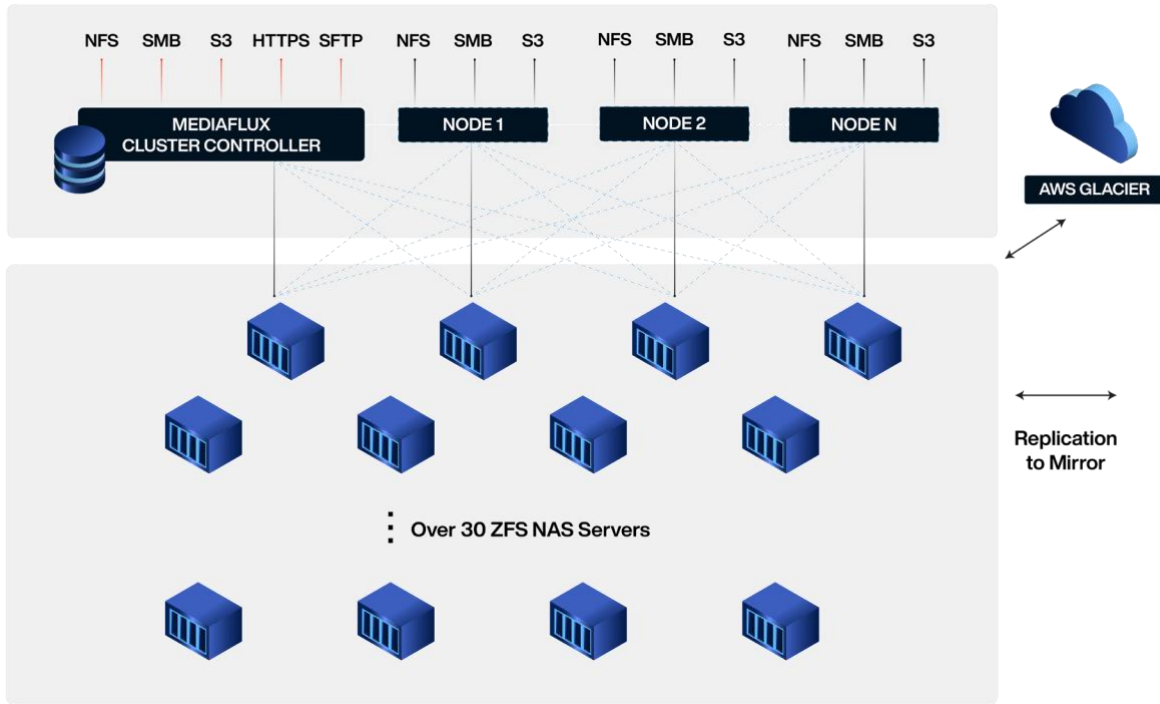 NFS SMB S3 HTTPS SFTP NFS SMB S3 NFS SMB S3 NFS SMB S3
MEDIAFLUX
CLUSTER CONTROLLER
NODE 1
NODE 2
NODE N
AWS GLACIER
Replication
to Mirror
Over 30 ZFS NAS Servers